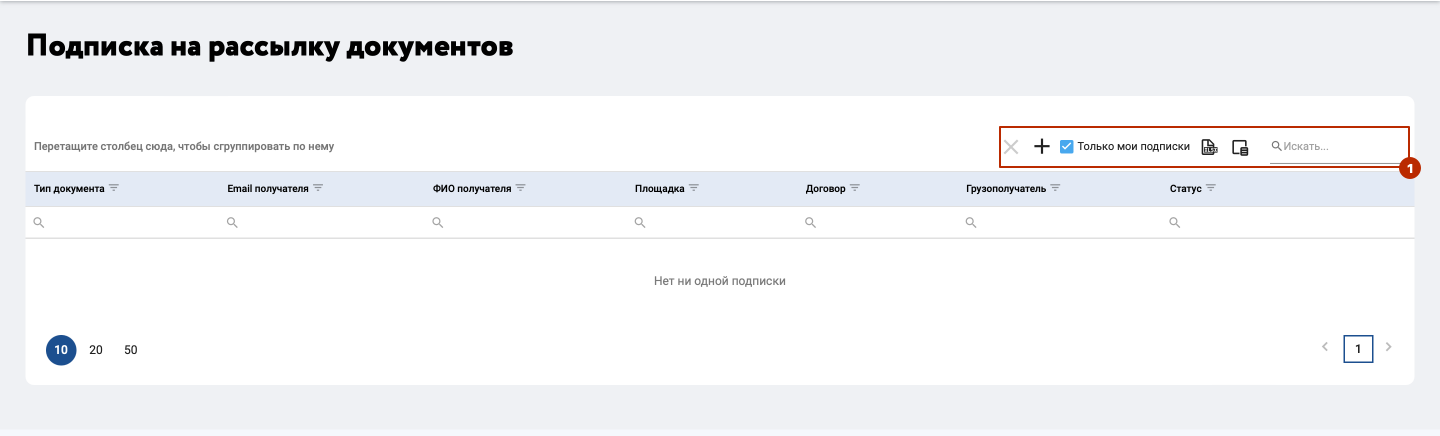 Подписка на рассылку документов
Перетащите столбец сюда, чтобы сгруппировать по нему
Только мои подписки
XLSX
Искать...
1
Тип документа
Email получателя
ФИО получателя
Площадка
Договор
Грузополучатель
Статус
Нет ни одной подписки
10 20 50
1